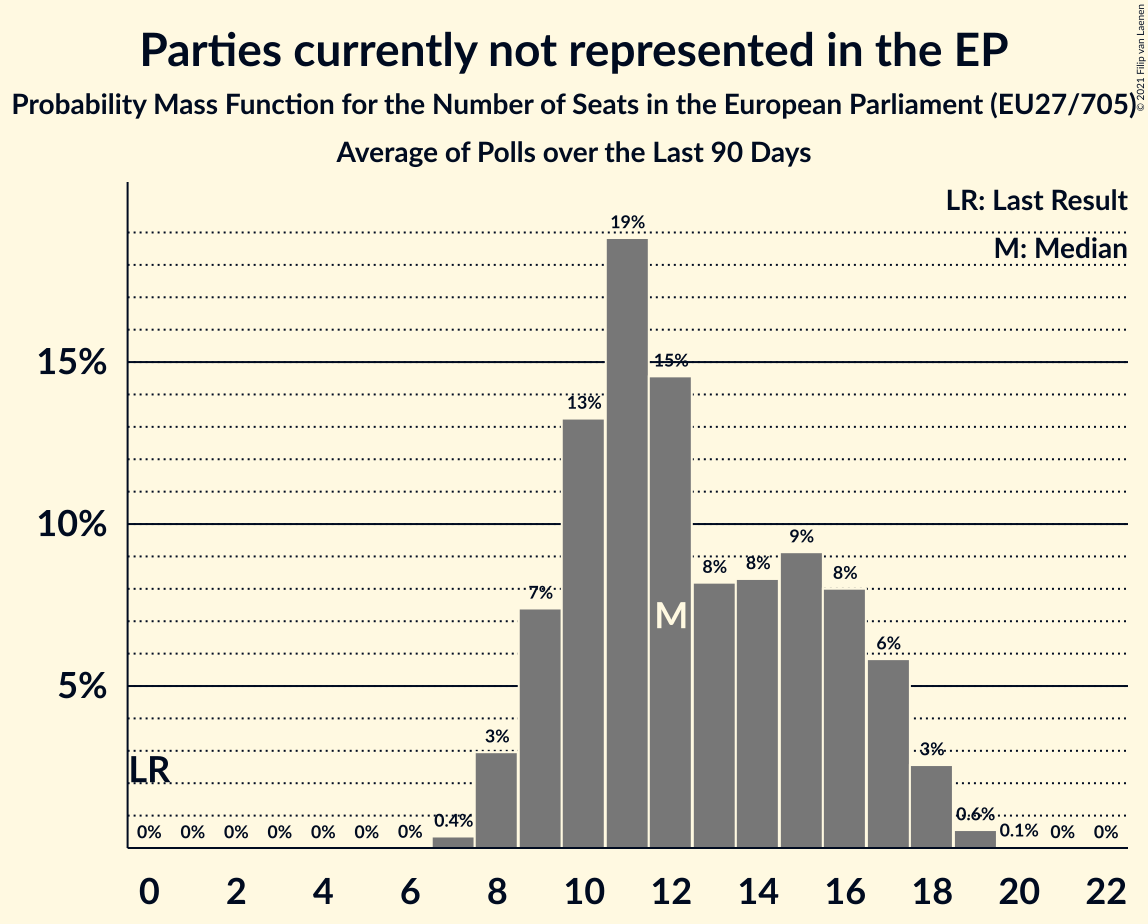 Parties currently not represented in the EP
Probability Mass Function for the Number of Seats in the European Parliament (EU27/705)
Average of Polls over the Last 90 Days
© 2021 Filip van Laenen
LR: Last Result
M: Median
15%
10%
5%
LR
M
0% 0% 0% 0% 0% 0% 0% 0.4% 3% 7% 13% 19% 15% 8% 8% 9% 8% 6% 3% 0.6% 0.1% 0% 0%
0 2 4 6 8 10 12 14 16 18 20 22